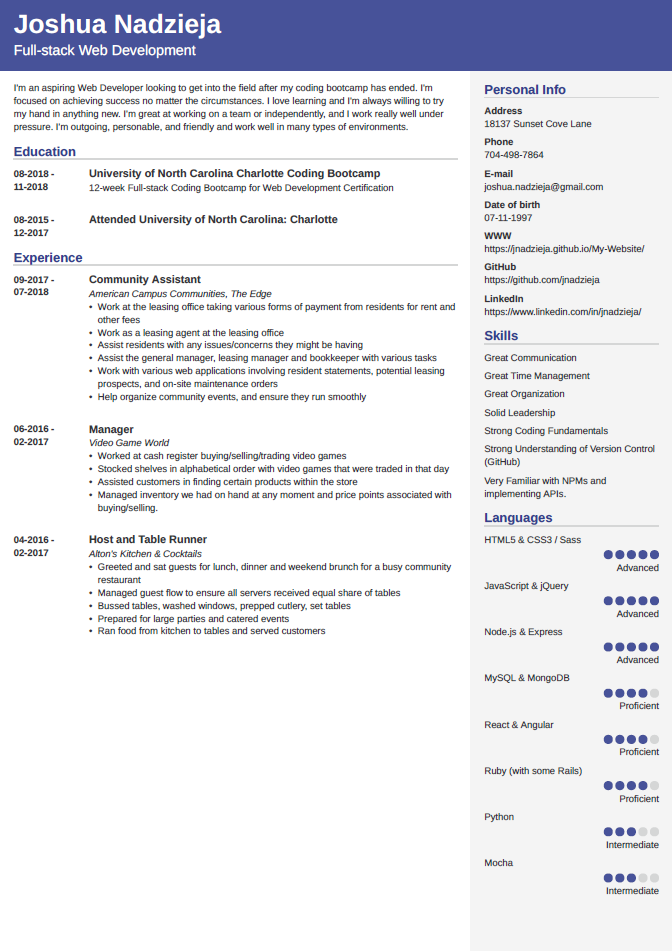 Joshua Nadzieja
Full-stack Web Development
I'm an aspiring Web Developer looking to get into the field after my coding bootcamp has ended. I'm
focused on achieving success no matter the circumstances. I love learning and I'm always willing to try
my hand in anything new. I'm great at working on a team or independently, and I work really well under
pressure. I'm outgoing, personable, and friendly and work well in many types of environments.
Education
08-2018 -
11-2018
University of North Carolina Charlotte Coding Bootcamp
12-week Full-stack Coding Bootcamp for Web Development Certification
08-2015 -
12-2017
Attended University of North Carolina: Charlotte
Experience
09-2017 -
07-2018
Community Assistant
American Campus Communities, The Edge
• Work at the leasing office taking various forms of payment from residents for rent and
other fees
• Work as a leasing agent at the leasing office
• Assist residents with any issues/concerns they might be having
• Assist the general manager, leasing manager and bookkeeper with various tasks
• Work with various web applications involving resident statements, potential leasing
prospects, and on-site maintenance orders
• Help organize community events, and ensure they run smoothly
06-2016 -
02-2017
Manager
Video Game World
• Worked at cash register buying/selling/trading video games
• Stocked shelves in alphabetical order with video games that were traded in that day
• Assisted customers in finding certain products within the store
• Managed inventory we had on hand at any moment and price points associated with
buying/selling.
04-2016 -
02-2017
Host and Table Runner
Alton's Kitchen & Cocktails
• Greeted and sat guests for lunch, dinner and weekend brunch for a busy community
restaurant
• Managed guest flow to ensure all servers received equal share of tables
• Bussed tables, washed windows, prepped cutlery, set tables
• Prepared for large parties and catered events
• Ran food from kitchen to tables and served customers
Personal Info
Address
18137 Sunset Cove Lane
Phone
704-498-7864
E-mail
joshua.nadzieja@gmail.com
Date of birth
07-11-1997
WWW
https://jnadzieja.github.io/My-Website/
GitHub
https://github.com/jnadzieja
LinkedIn
https://www.linkedin.com/in/jnadzieja/
Skills
Great Communication
Great Time Management
Great Organization
Solid Leadership
Strong Coding Fundamentals
Strong Understanding of Version Control
(GitHub)
Very Familiar with NPMs and
implementing APIs.
Languages
HTML5 & CSS3 / Sass
Advanced
JavaScript & jQuery
Advanced
Node.js & Express
Advanced
MySQL & MongoDB
Proficient
React & Angular
Proficient
Ruby (with some Rails)
Proficient
Python
Intermediate
Mocha
Intermediate